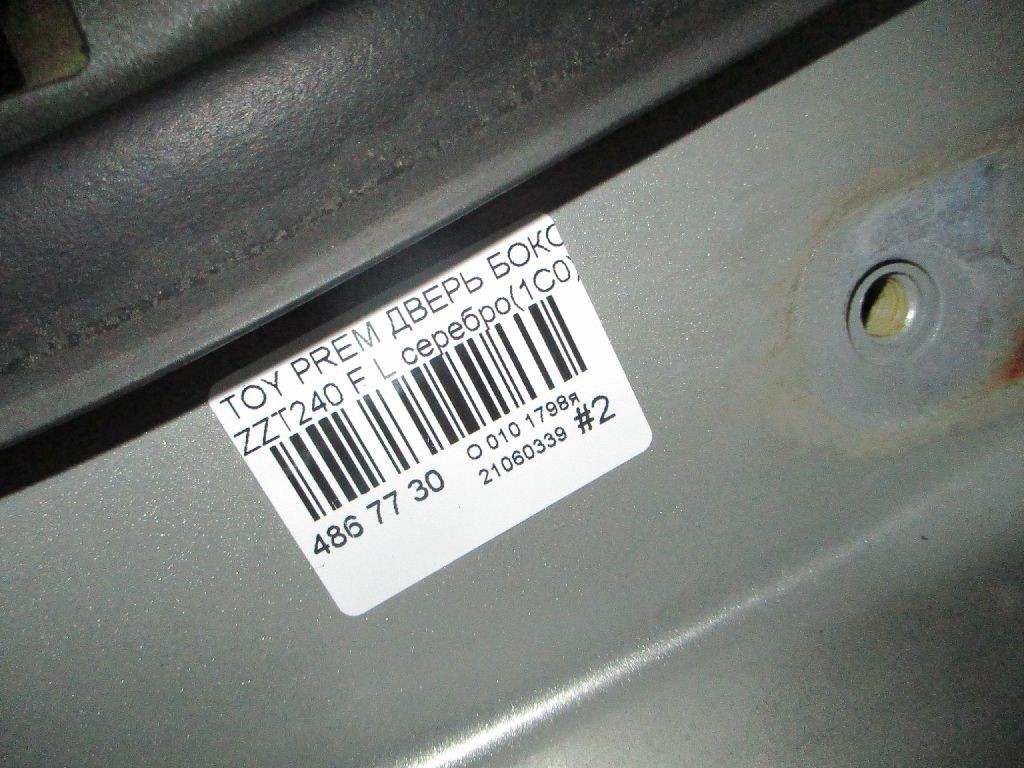 TOY PREM ДВЕРЬ БОКО
ZZT240 F L серебро(1C0)
486 77 30
O 010 1798я
21060339
#2